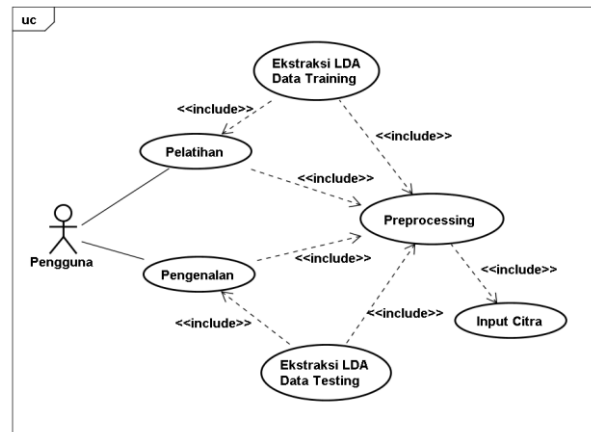 uc
Ekstraksi LDA
Data Training
<<include>>
<<include>>
Pelatihan
<<include>>
Preprocessing
Pengguna
Pengenalan
<<include>>
<<include>>
<<include>>
<<include>>
Input Citra
Ekstraksi LDA
Data Testing